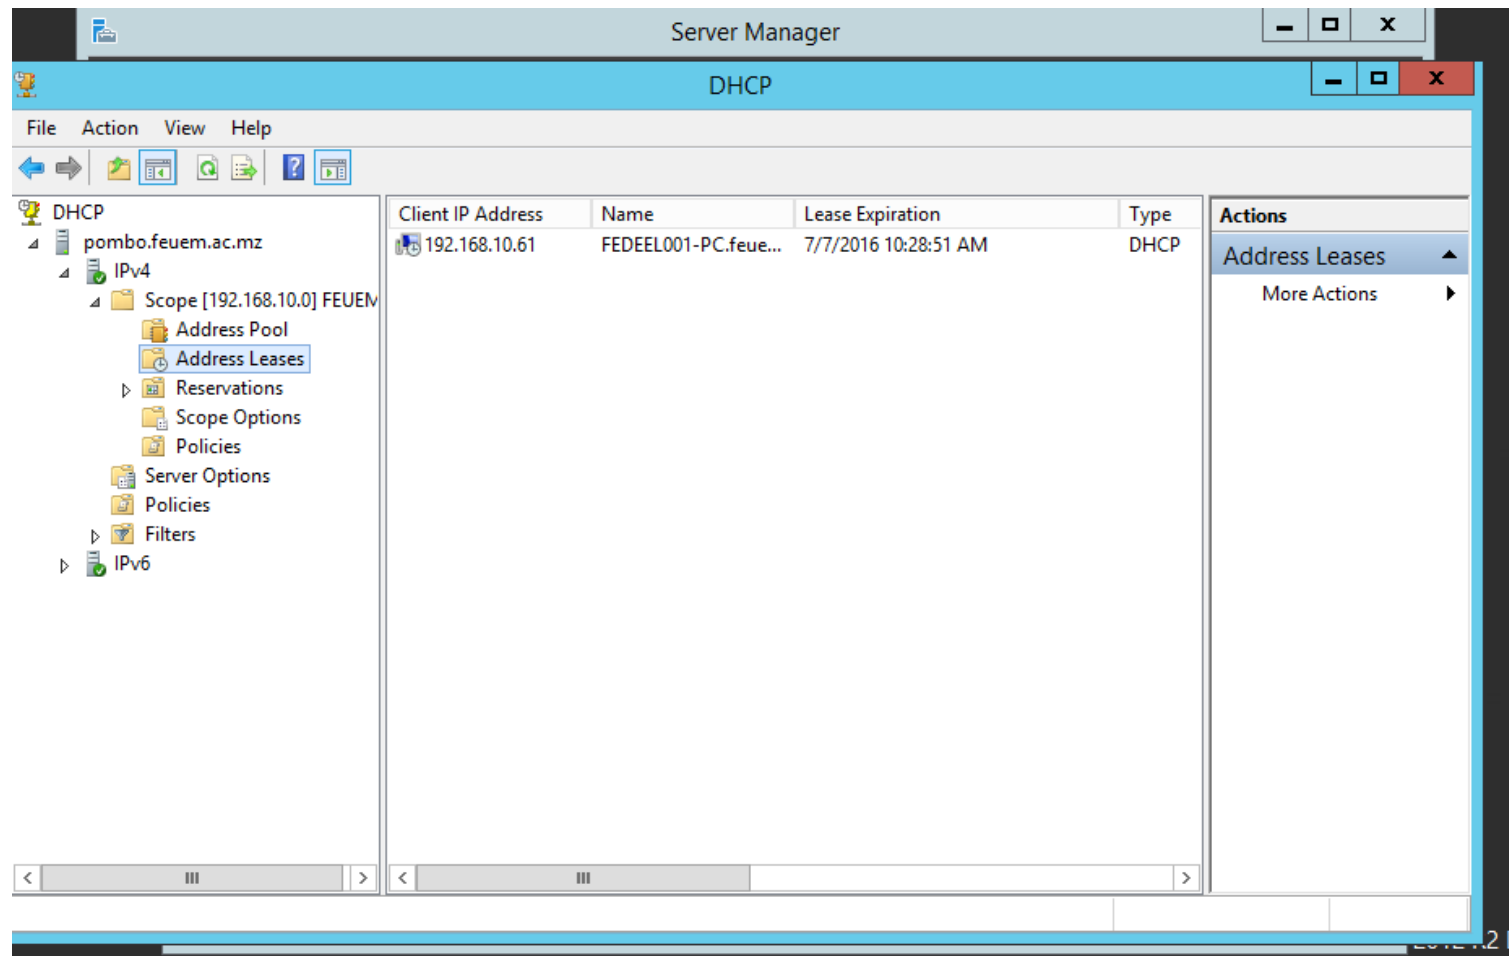 Server Manager
DHCP
File Action View Help
DHCP
pombo.feuem.ac.mz
IPv4
Scope [192.168.10.0] FEUEM
Address Pool
Address Leases
Reservations
Scope Options
Policies
Server Options
Policies
Filters
IPv6
Client IP Address Name Lease Expiration Type
192.168.10.61 FEDEEL001-PC.feue... 7/7/2016 10:28:51 AM DHCP
Actions
Address Leases
More Actions